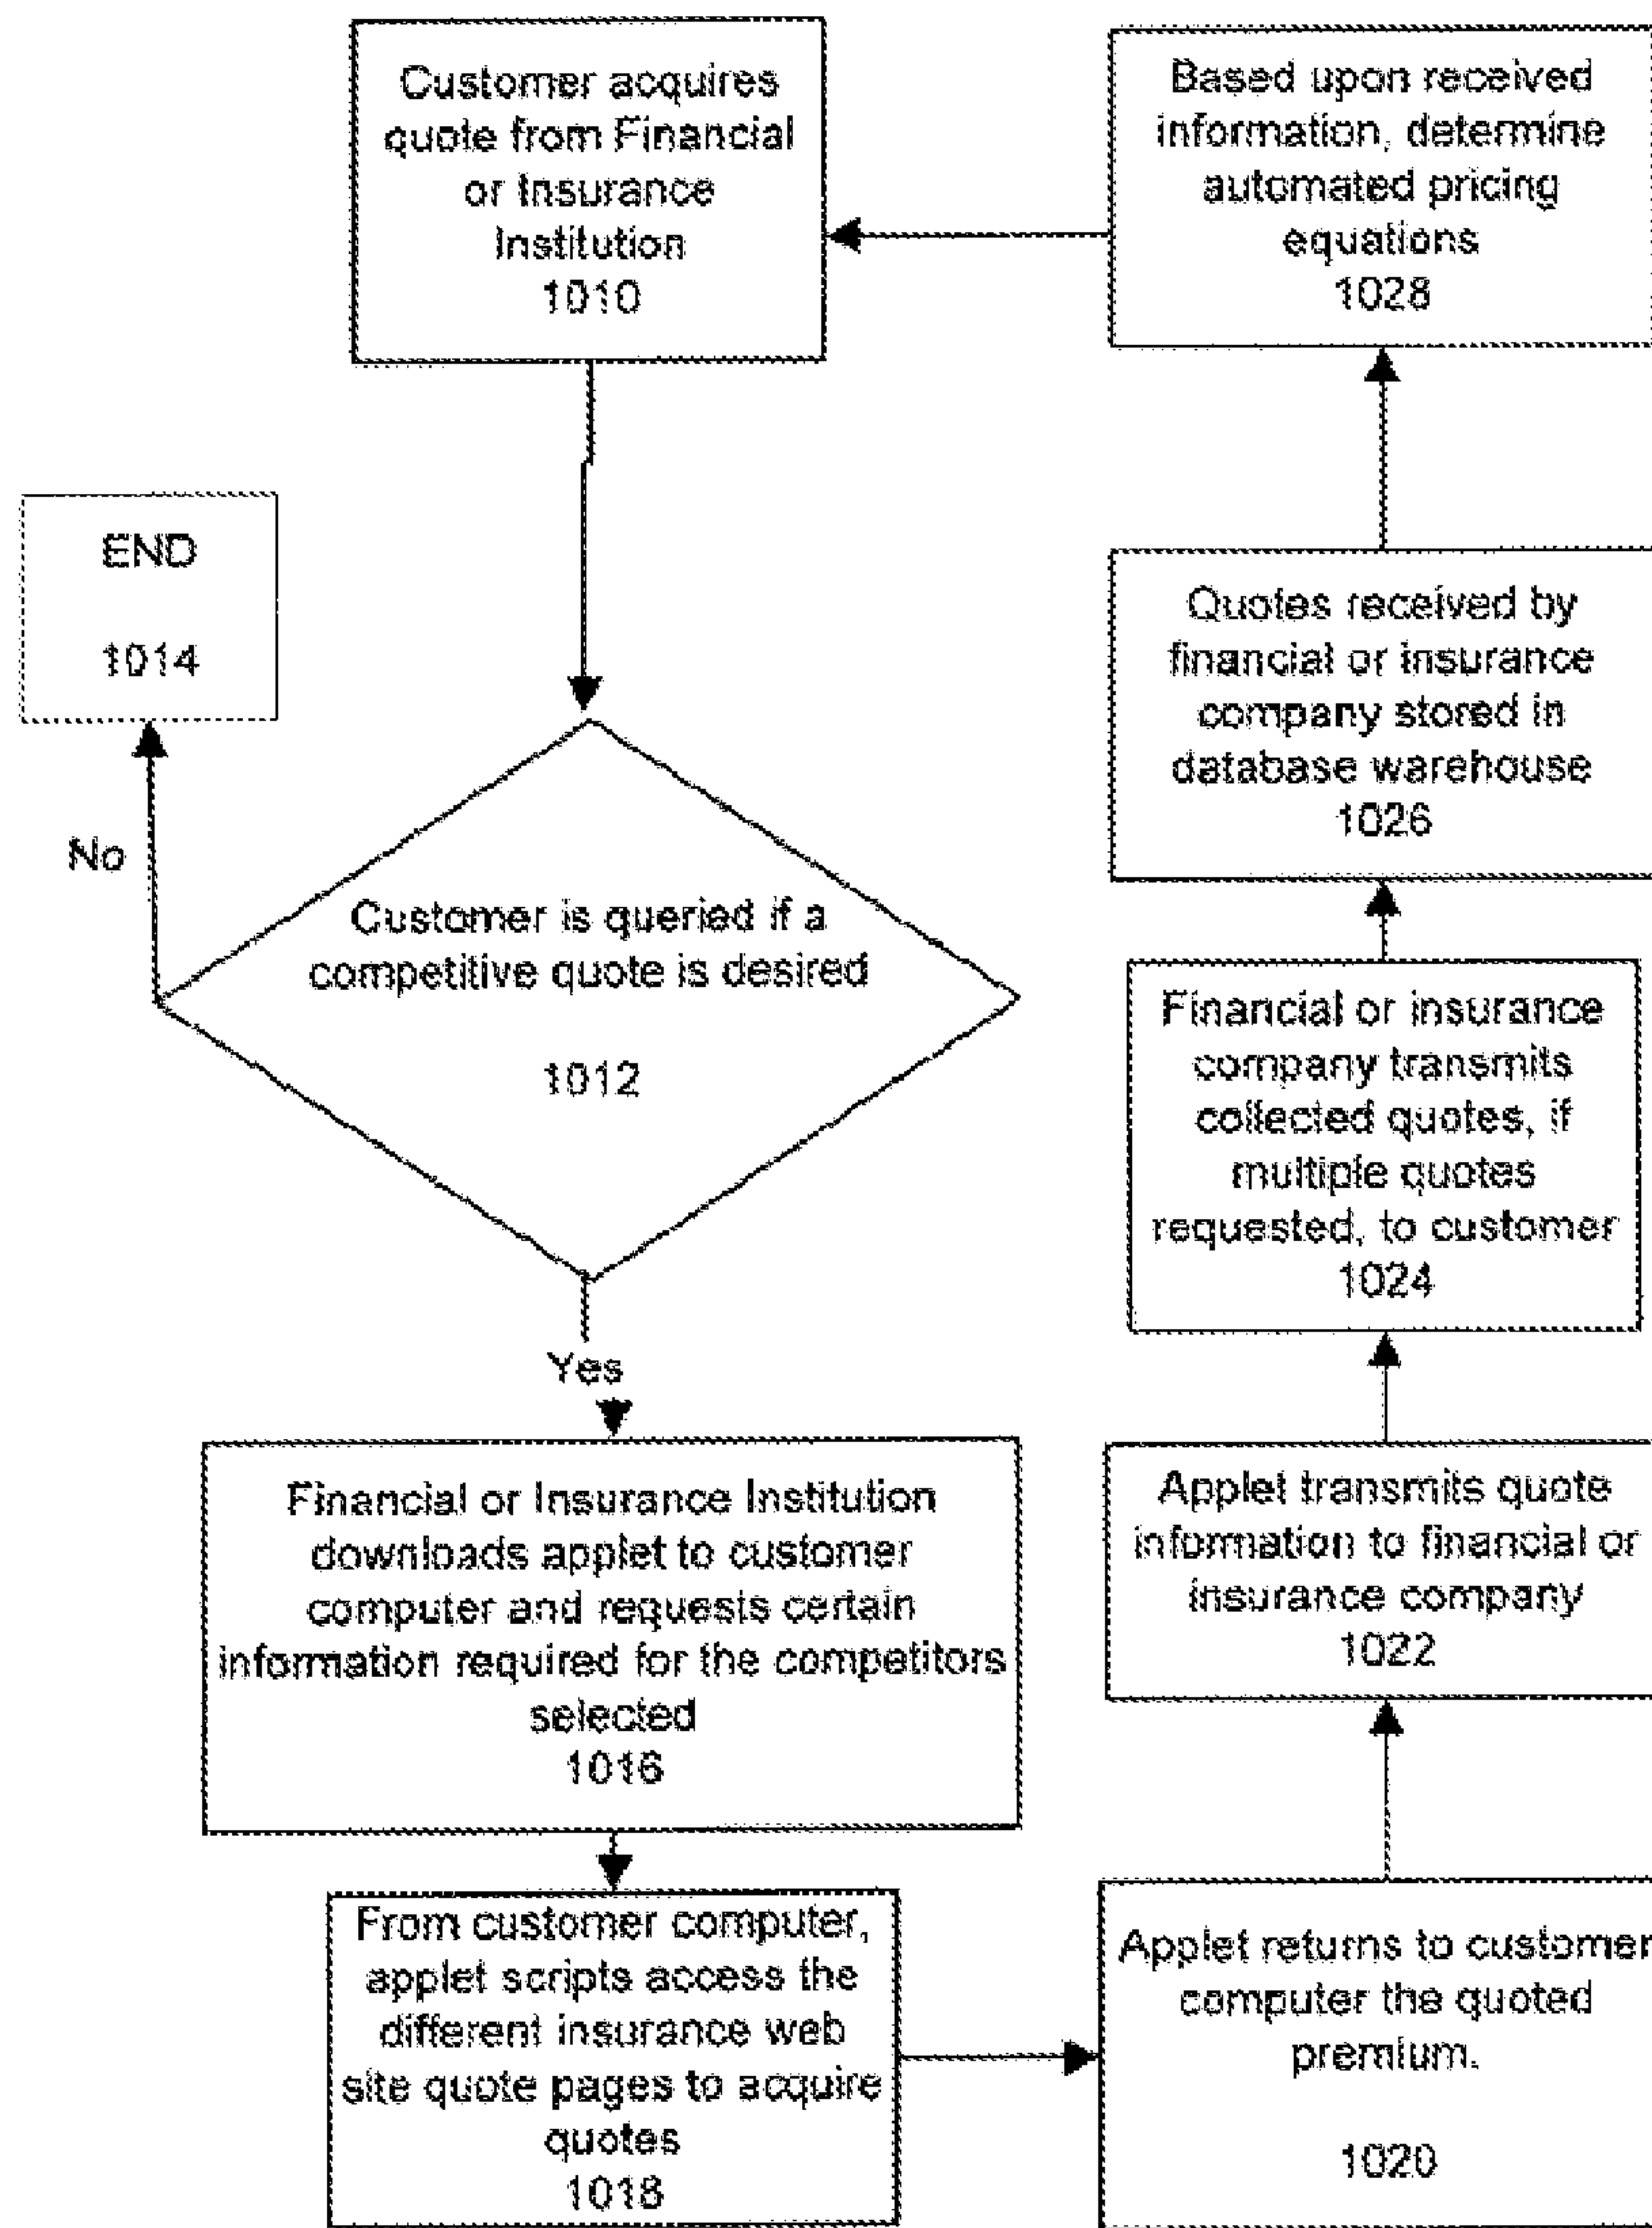 Customer acquires
quote from Financial
or Insurance
Institution
1010
Based upon received
information, determine
automated pricing
equations
1028
END
1014
Quotes received by
financial or insurance
company stored in
database warehouse
1026
No
Customer is queried if a
competitive quote is desired
1012
Financial or insurance
company transmits
collected quotes, if
multiple quotes
requested, to customer
1024
Yes
Financial or Insurance Institution
downloads applet to customer
computer and requests certain
information required for the competitors
selected
1016
Applet transmits quote
information to financial or
insurance company
1022
From customer computer,
applet scripts access the
different insurance web
site quote pages to acquire
quotes
1018
Applet returns to customer
computer the quoted
premium.
1020